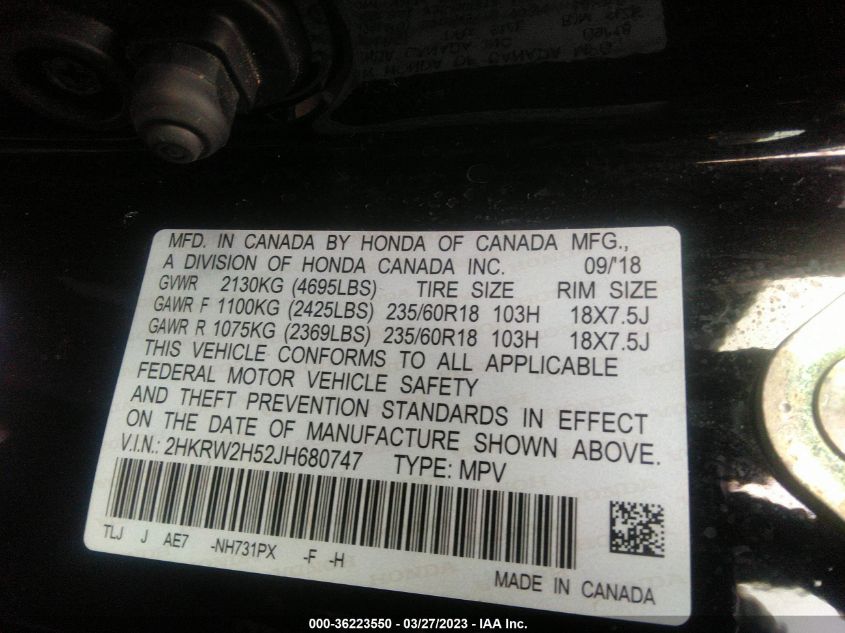 MFD. IN CANADA BY HONDA OF CANADA MFG.,
A DIVISION OF HONDA CANADA INC. 09/'18
GVWR 2130KG (4695LBS) TIRE SIZE RIM SIZE
GAWR F 1100KG (2425LBS) 235/60R18 103H 18X7.5J
GAWR R 1075KG (2369LBS) 235/60R18 103H 18X7.5J
THIS VEHICLE CONFORMS TO ALL APPLICABLE
FEDERAL MOTOR VEHICLE SAFETY
AND THEFT PREVENTION STANDARDS IN EFFECT
ON THE DATE OF MANUFACTURE SHOWN ABOVE.
V.I.N.: 2HKRW2H52JH680747 TYPE: MPV
TLJ J AE7 -NH731PX -F -H
MADE IN CANADA
000-36223550 - 03/27/2023 - IAA Inc.